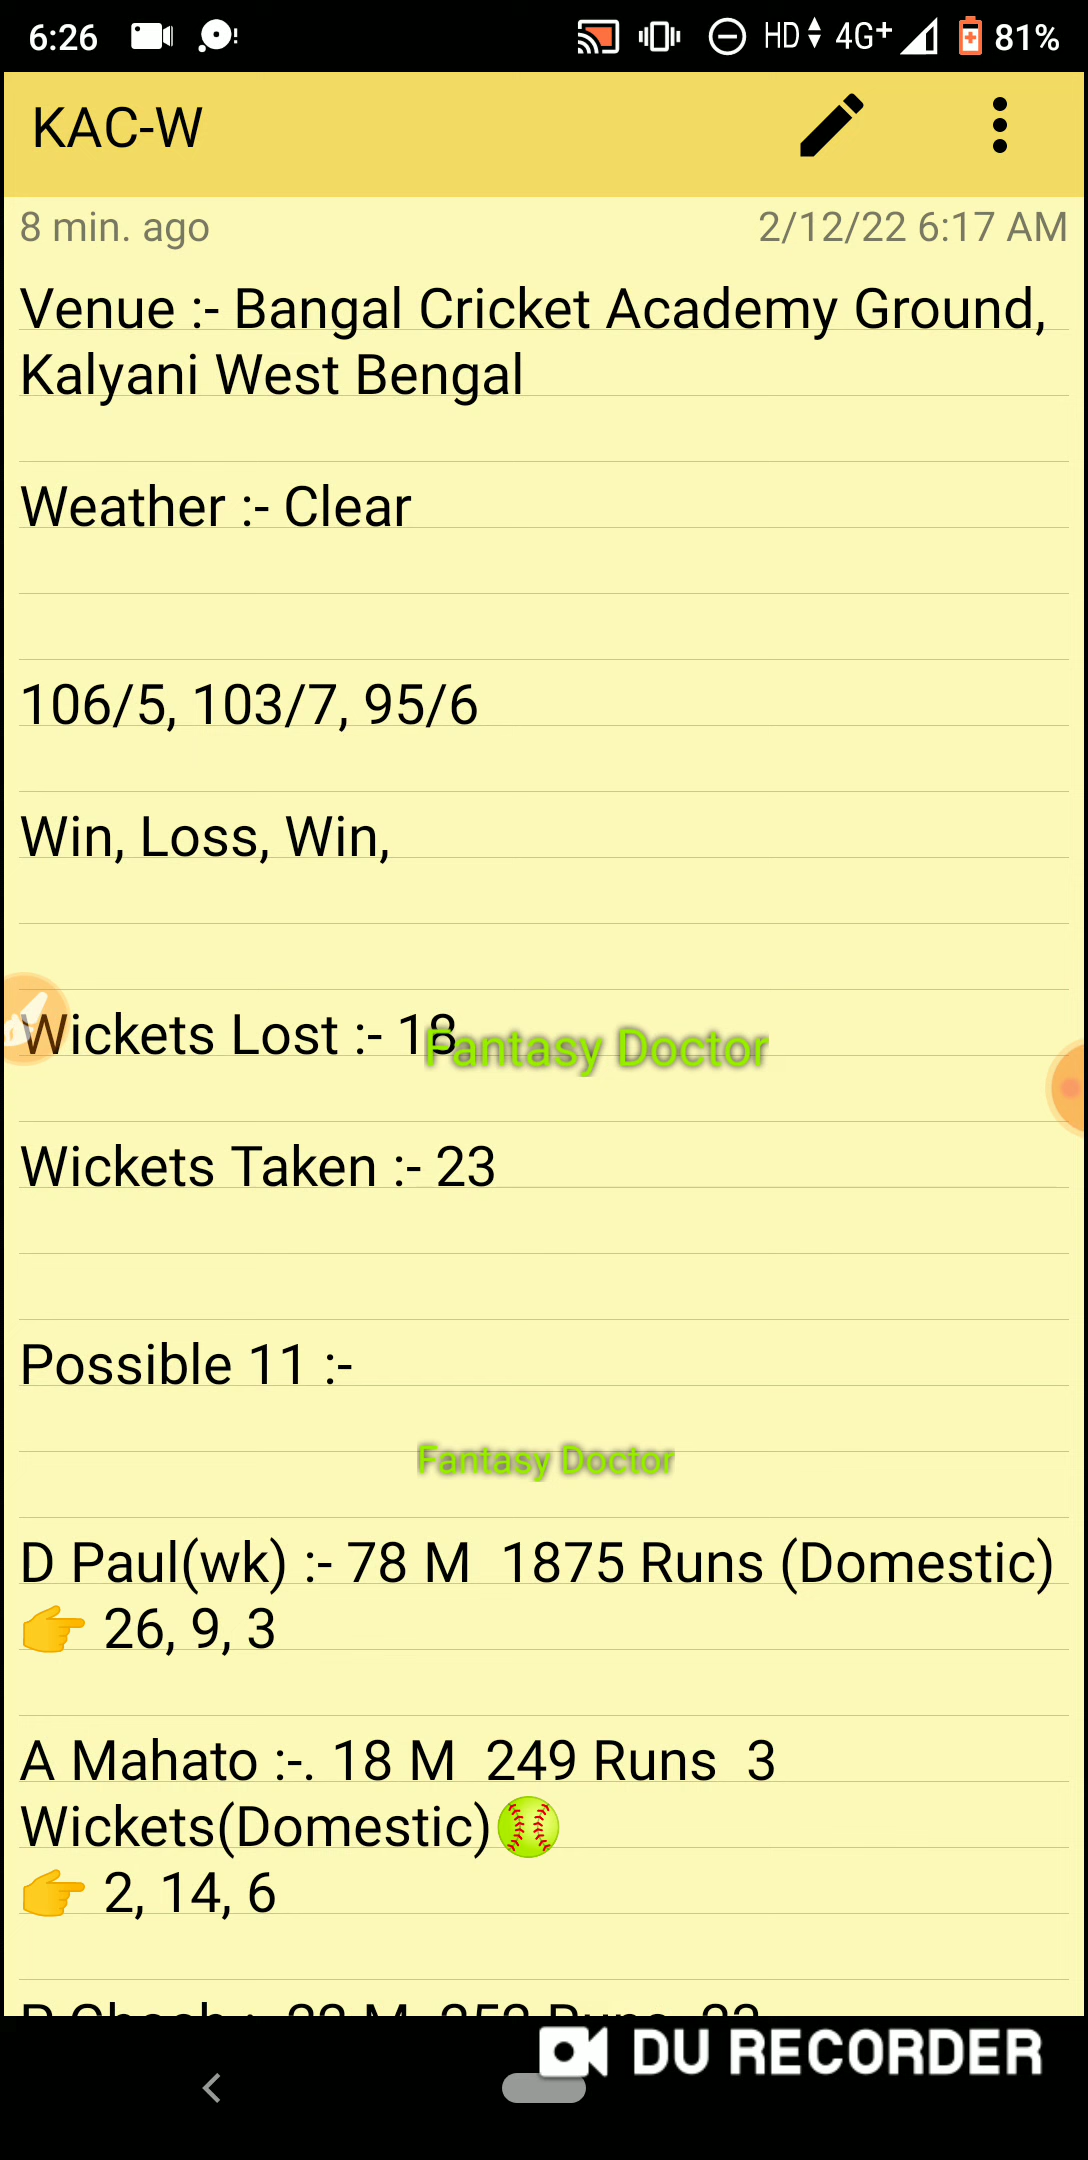 6:26 HD 4G+ 81%
KAC-W
8 min. ago 2/12/22 6:17 AM
Venue :- Bangal Cricket Academy Ground,
Kalyani West Bengal
Weather :- Clear
106/5, 103/7, 95/6
Win, Loss, Win,
Wickets Lost :- 18
Fantasy Doctor
Wickets Taken :- 23
Possible 11 :-
Fantasy Doctor
D Paul(wk) :- 78 M  1875 Runs (Domestic)
👉 26, 9, 3
A Mahato :-. 18 M  249 Runs  3
Wickets(Domestic)🥎
👉 2, 14, 6
DU RECORDER